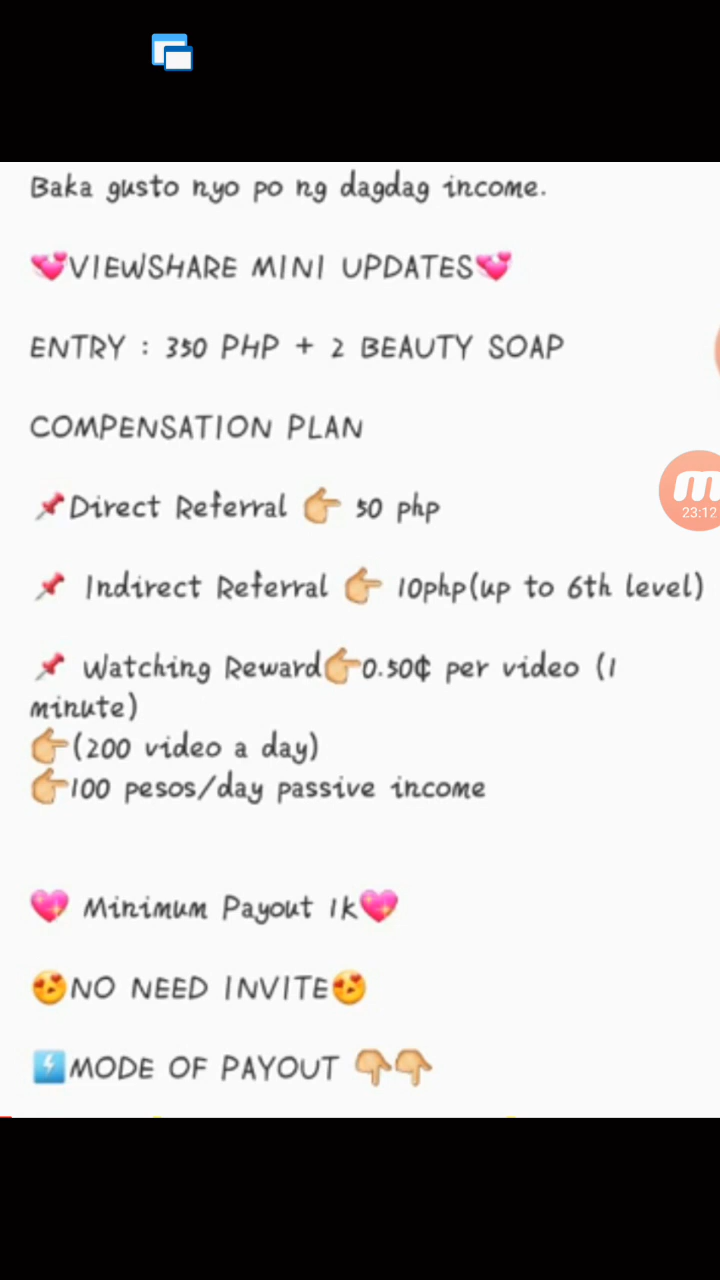 Baka gusto nyo po ng dagdag income.
💞VIEWSHARE MINI UPDATES💞
ENTRY : 350 PHP + 2 BEAUTY SOAP
COMPENSATION PLAN
📌Direct Referral 👉 50 php
📌 Indirect Referral 👉 10php(up to 6th level)
📌 Watching Reward👉0.50¢ per video (1
minute)
👉(200 video a day)
👉100 pesos/day passive income
💖 Minimum Payout 1k💖
😍NO NEED INVITE😍
⚡MODE OF PAYOUT 👇👇
23:12